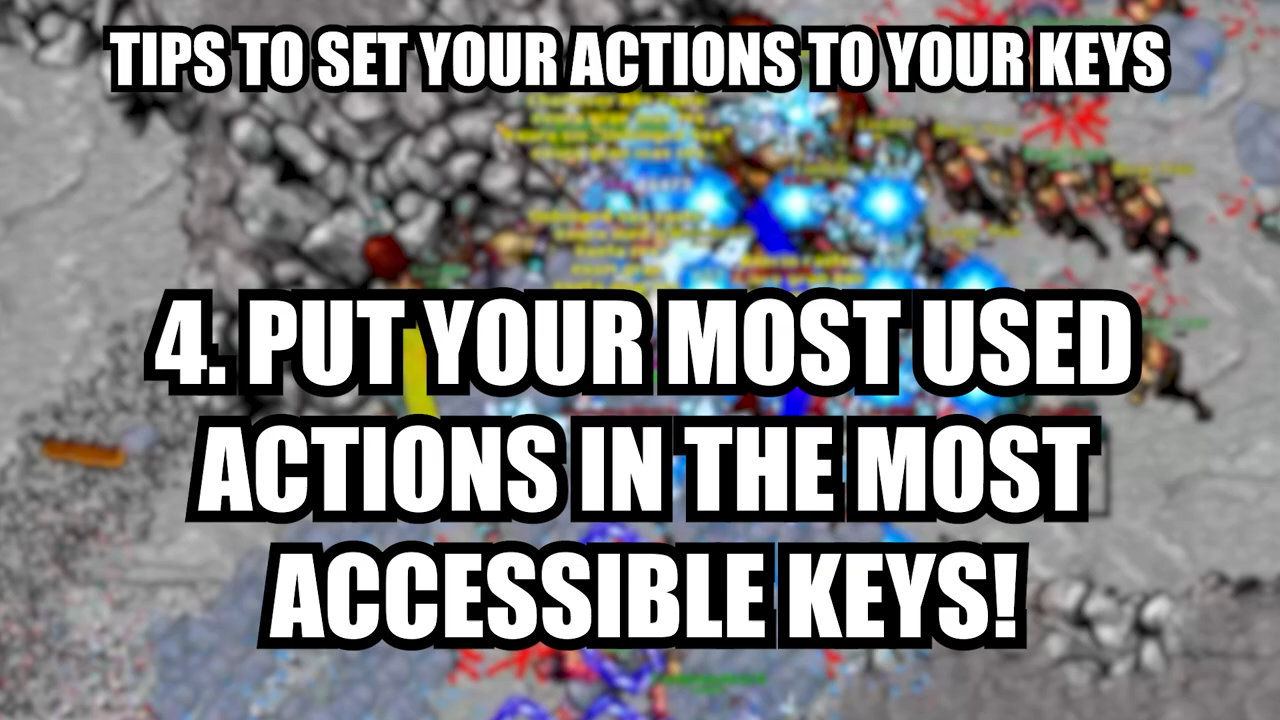 TIPS TO SET YOUR ACTIONS TO YOUR KEYS
4. PUT YOUR MOST USED
ACTIONS IN THE MOST
ACCESSIBLE KEYS!